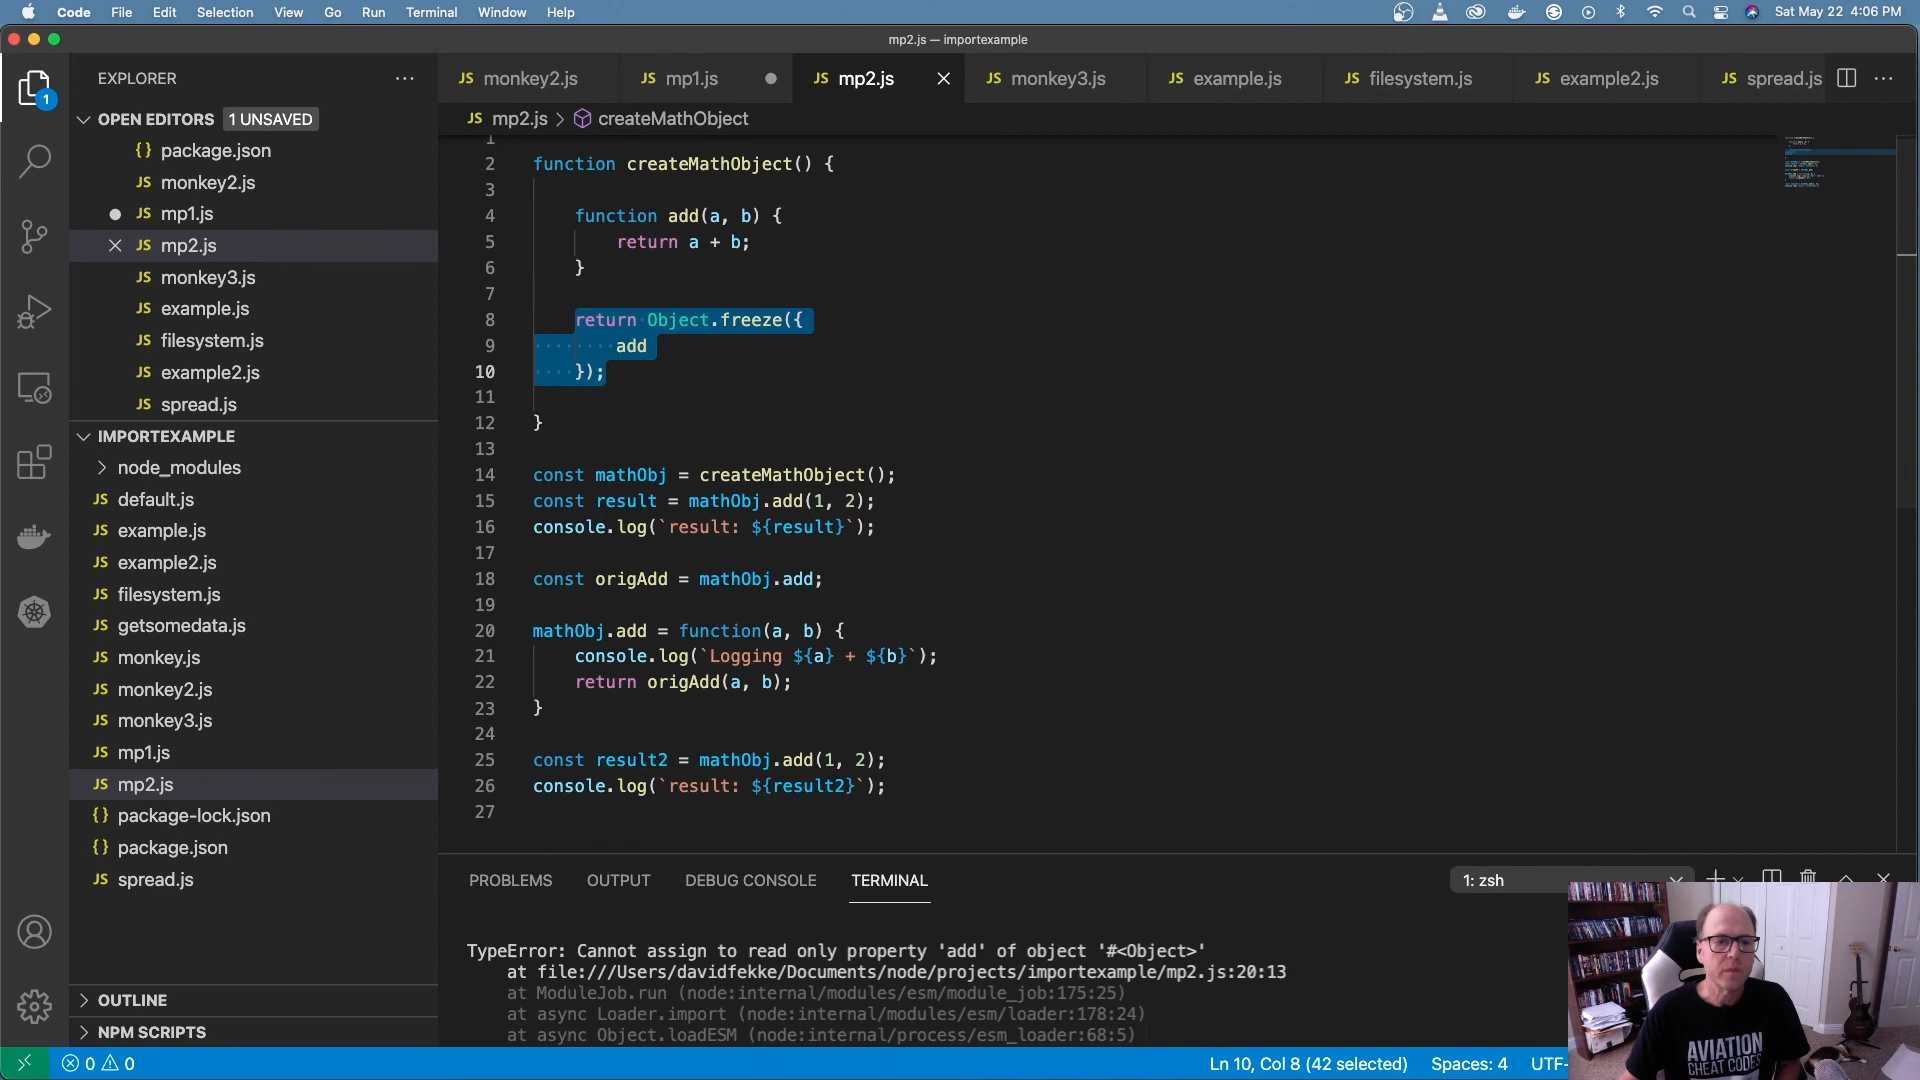 Code File Edit Selection View Go Run Terminal Window Help
Sat May 22 4:06 PM
mp2.js — importexample
EXPLORER
JS monkey2.js
JS mp1.js
JS mp2.js
JS monkey3.js
JS example.js
JS filesystem.js
JS example2.js
JS spread.js
1
OPEN EDITORS 1 UNSAVED
{} package.json
JS monkey2.js
JS mp1.js
JS mp2.js
JS monkey3.js
JS example.js
JS filesystem.js
JS example2.js
JS spread.js
IMPORTEXAMPLE
node_modules
JS default.js
JS example.js
JS example2.js
JS filesystem.js
JS getsomedata.js
JS monkey.js
JS monkey2.js
JS monkey3.js
JS mp1.js
JS mp2.js
{} package-lock.json
{} package.json
JS spread.js
OUTLINE
NPM SCRIPTS
JS mp2.js > createMathObject
1
2 function createMathObject() {
3
4 function add(a, b) {
5 return a + b;
6 }
7
8 return Object.freeze({
9 add
10 });
11
12 }
13
14 const mathObj = createMathObject();
15 const result = mathObj.add(1, 2);
16 console.log(`result: ${result}`);
17
18 const origAdd = mathObj.add;
19
20 mathObj.add = function(a, b) {
21 console.log(`Logging ${a} + ${b}`);
22 return origAdd(a, b);
23 }
24
25 const result2 = mathObj.add(1, 2);
26 console.log(`result: ${result2}`);
27
PROBLEMS OUTPUT DEBUG CONSOLE TERMINAL
1: zsh
TypeError: Cannot assign to read only property 'add' of object '#<Object>'
at file:///Users/davidfekke/Documents/node/projects/importexample/mp2.js:20:13
at ModuleJob.run (node:internal/modules/esm/module_job:175:25)
at async Loader.import (node:internal/modules/esm/loader:178:24)
at async Object.loadESM (node:internal/process/esm_loader:68:5)
0 0
Ln 10, Col 8 (42 selected) Spaces: 4 UTF-
AVIATION
CHEAT CODES